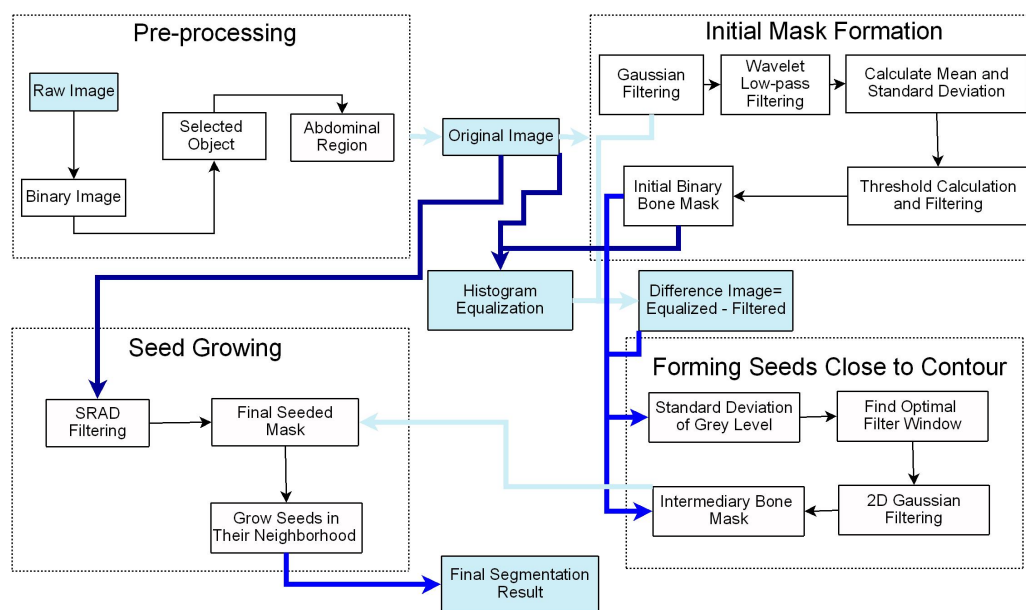 Pre-processing
Raw Image
Binary Image
Selected
Object
Abdominal
Region
Original Image
Initial Mask Formation
Gaussian
Filtering
Wavelet
Low-pass
Filtering
Calculate Mean and
Standard Deviation
Threshold Calculation
and Filtering
Initial Binary
Bone Mask
Histogram
Equalization
Difference Image=
Equalized - Filtered
Forming Seeds Close to Contour
Standard Deviation
of Grey Level
Find Optimal
Filter Window
2D Gaussian
Filtering
Intermediary Bone
Mask
Seed Growing
SRAD
Filtering
Final Seeded
Mask
Grow Seeds in
Their Neighborhood
Final Segmentation
Result